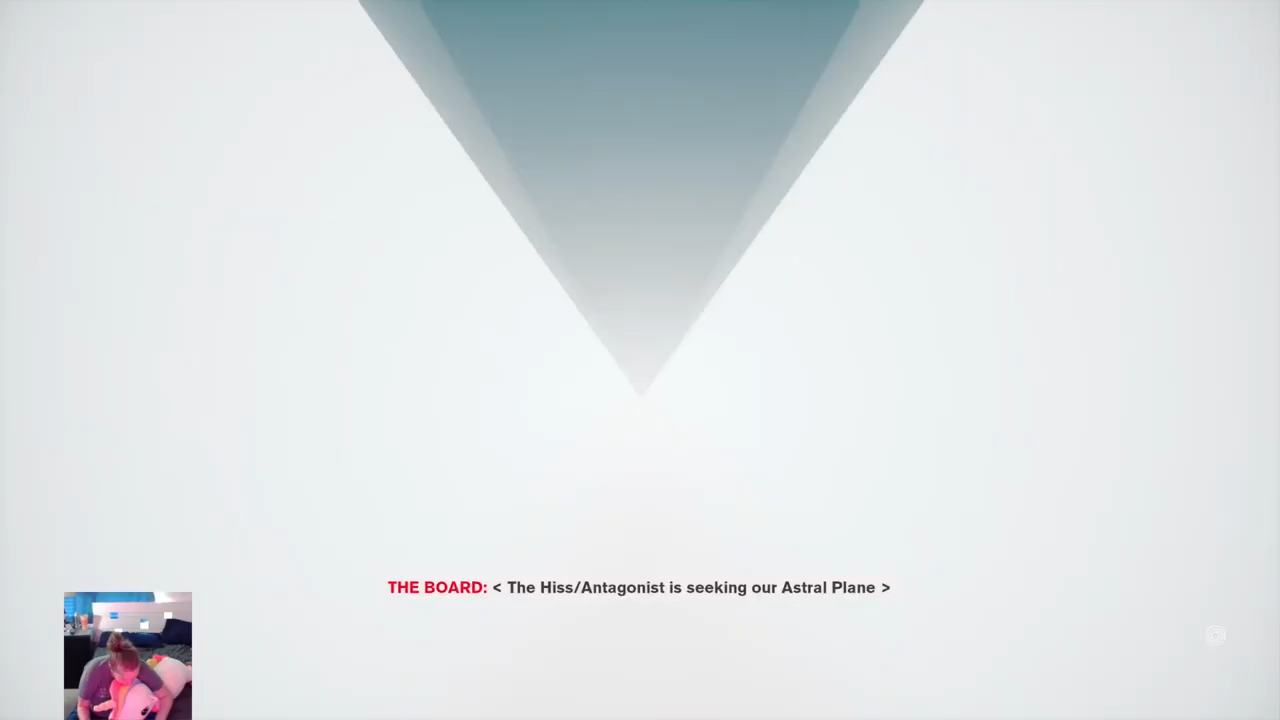 THE BOARD: < The Hiss/Antagonist is seeking our Astral Plane >